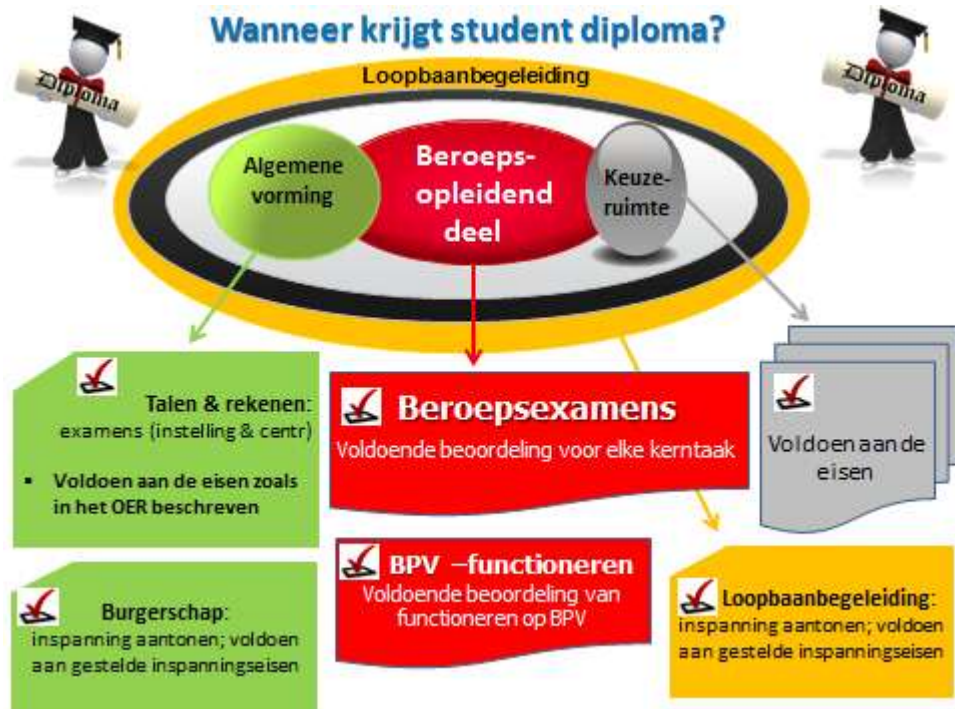 Wanneer krijgt student diploma?
Diploma
Diploma
Loopbaanbegeleiding
Algemene
vorming
Beroeps-
opleidend
deel
Keuze-
ruimte
Talen & rekenen:
examens (instelling & centr)
▪ Voldoen aan de eisen zoals
in het OER beschreven
Beroepsexamens
Voldoende beoordeling voor elke kerntaak
Voldoen aan de
eisen
Burgerschap:
inspanning aantonen; voldoen
aan gestelde inspanningseisen
BPV –functioneren
Voldoende beoordeling van
functioneren op BPV
Loopbaanbegeleiding:
inspanning aantonen; voldoen
aan gestelde inspanningseisen